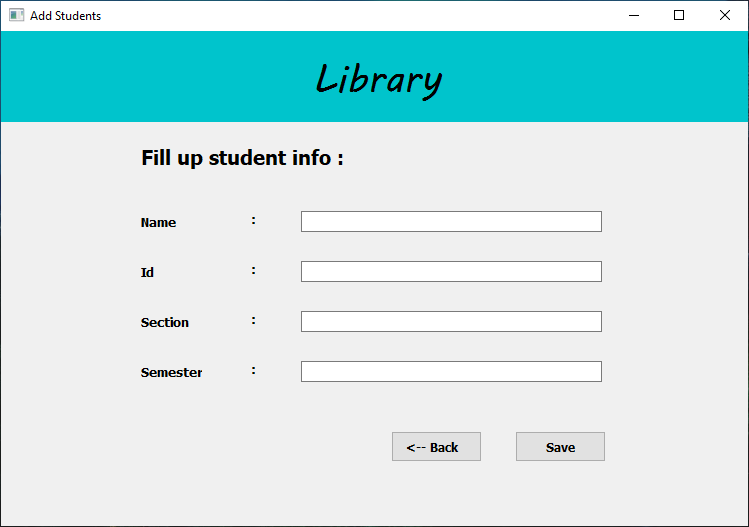 Add Students
Library
Fill up student info :
Name :
Id :
Section :
Semester :
<-- Back Save